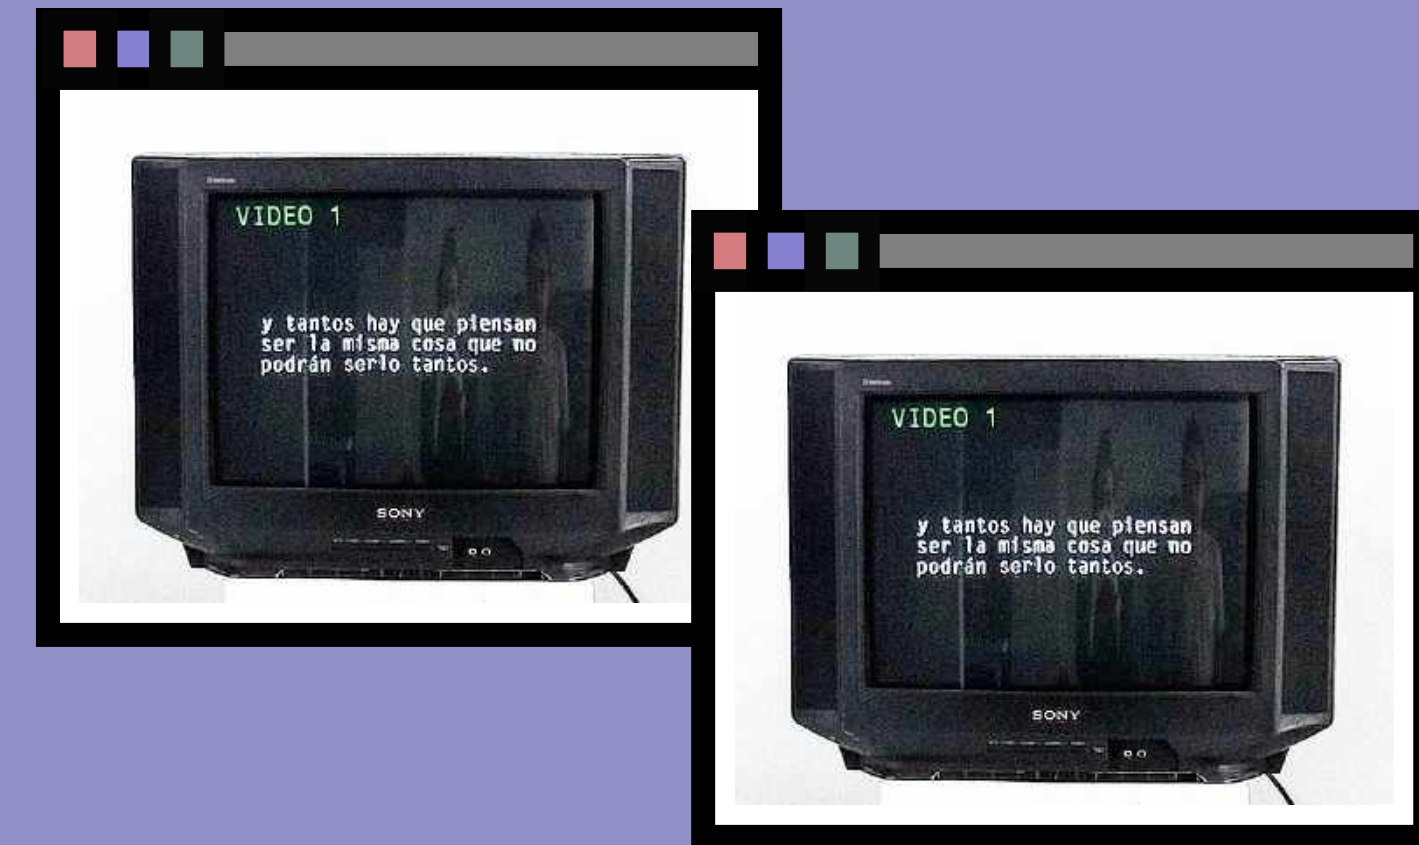 VIDEO 1
y tantos hay que piensan
ser la misma cosa que no
podrán serlo tantos.
SONY
VIDEO 1
y tantos hay que piensan
ser la misma cosa que no
podrán serlo tantos.
SONY